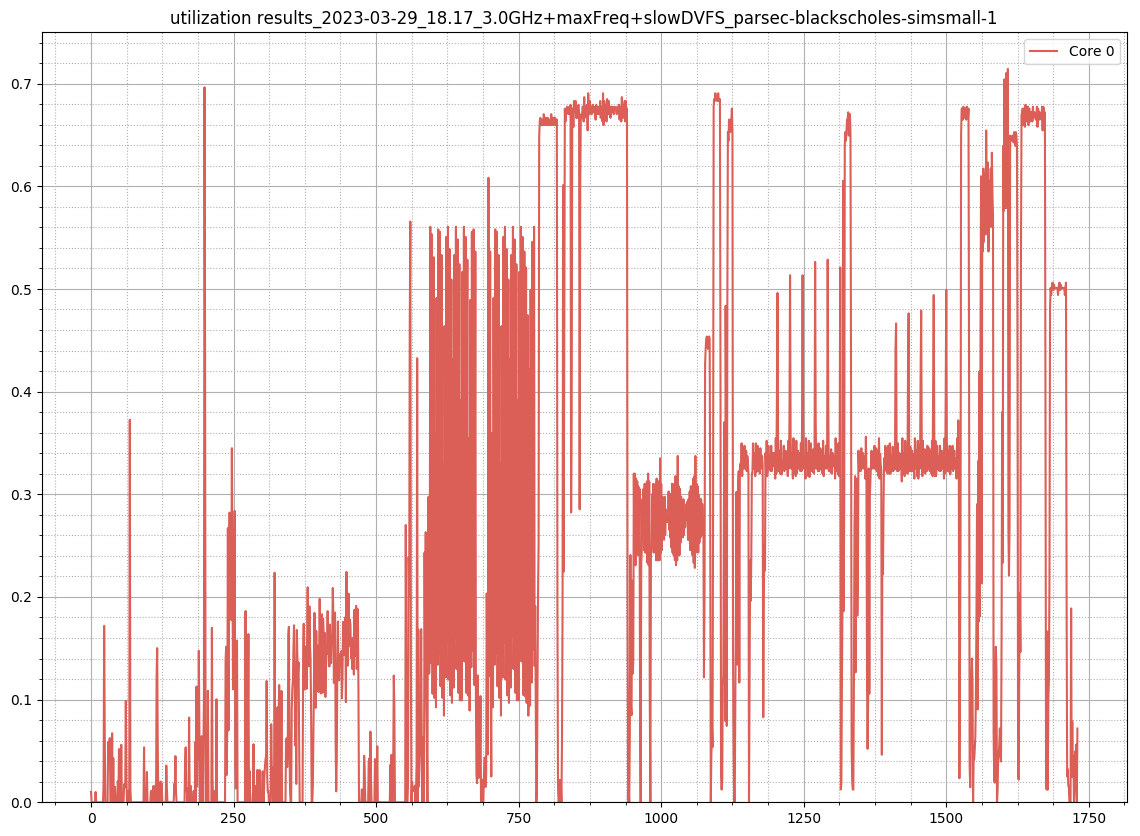 utilization results_2023-03-29_18.17_3.0GHz+maxFreq+slowDVFS_parsec-blackscholes-simsmall-1
Core 0
0.7
0.6
0.5
0.4
0.3
0.2
0.1
0.0
0 250 500 750 1000 1250 1500 1750